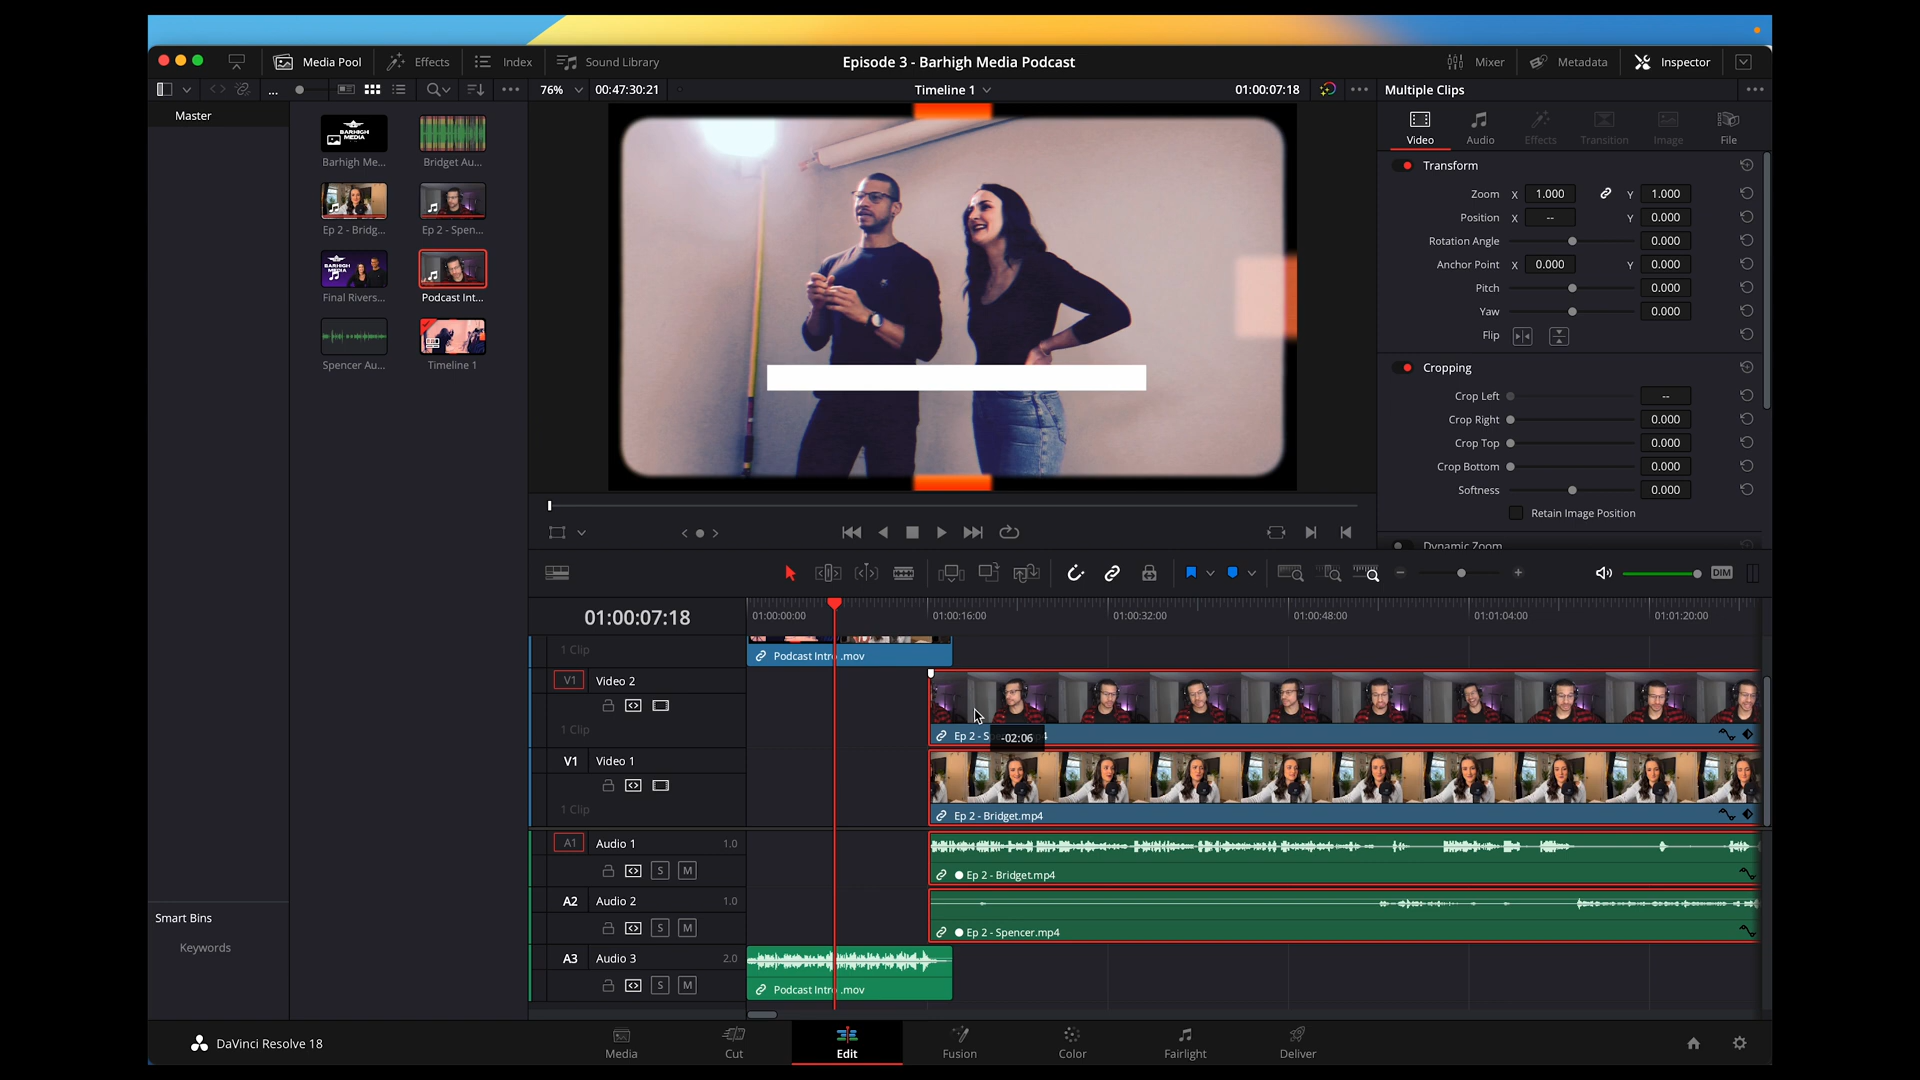 Media Pool
Effects
Index
Sound Library
Episode 3 - Barhigh Media Podcast
Mixer
Metadata
Inspector
76%
00:47:30:21
Timeline 1
01:00:07:18
Multiple Clips
Master
BARHIGH
MEDIA
Barhigh Me...
Bridget Au...
Ep 2 - Bridg...
Ep 2 - Spen...
BARHIGH
MEDIA
Final Rivers...
Podcast Int...
Spencer Au...
Timeline 1
Video
Audio
Effects
Transition
Image
File
Transform
Zoom X 1.000 Y 1.000
Position X -- Y 0.000
Rotation Angle 0.000
Anchor Point X 0.000 Y 0.000
Pitch 0.000
Yaw 0.000
Flip
Cropping
Crop Left --
Crop Right 0.000
Crop Top 0.000
Crop Bottom 0.000
Softness 0.000
Retain Image Position
Dynamic Zoom
DIM
01:00:07:18
01:00:00:00
01:00:16:00
01:00:32:00
01:00:48:00
01:01:04:00
01:01:20:00
1 Clip
Podcast Intro .mov
V1 Video 2
1 Clip
Ep 2 - S
-02:06
V1 Video 1
1 Clip
Ep 2 - Bridget.mp4
A1 Audio 1 1.0
S M
Ep 2 - Bridget.mp4
A2 Audio 2 1.0
S M
Ep 2 - Spencer.mp4
A3 Audio 3 2.0
S M
Podcast Intro .mov
Smart Bins
Keywords
DaVinci Resolve 18
Media
Cut
Edit
Fusion
Color
Fairlight
Deliver